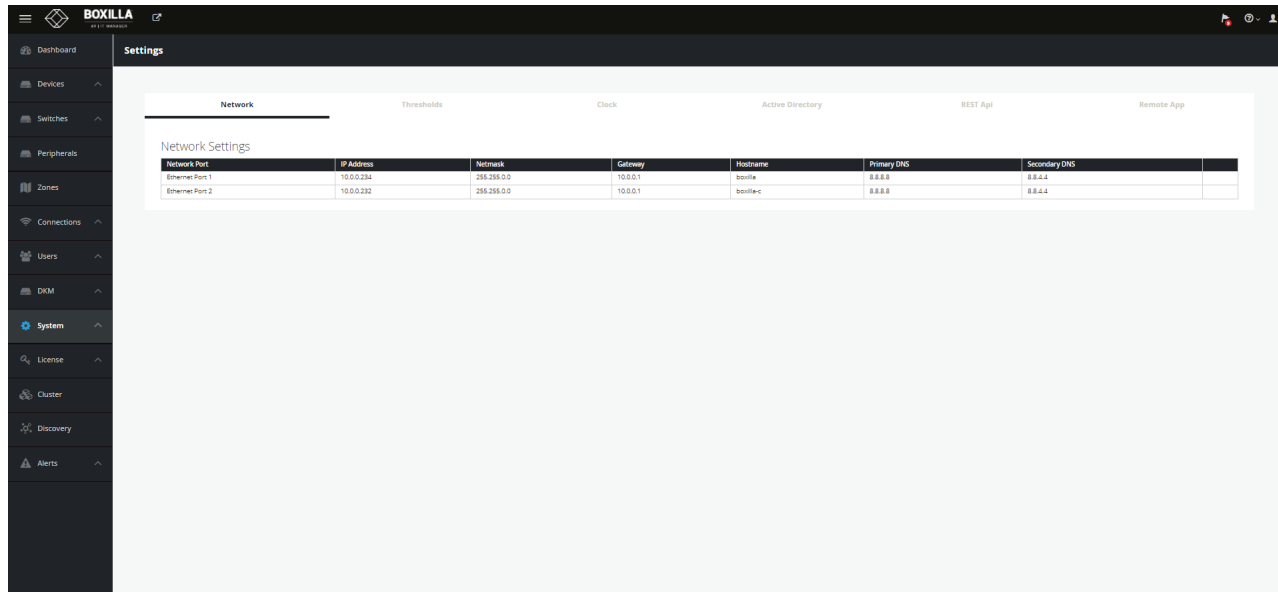 BOXILLA
AV | IT MANAGER
Dashboard
Settings
Devices
Switches
Peripherals
Zones
Connections
Users
DKM
System
License
Cluster
Discovery
Alerts
Network Thresholds Clock Active Directory REST Api Remote App
Network Settings
Network Port IP Address Netmask Gateway Hostname Primary DNS Secondary DNS
Ethernet Port 1 10.0.0.234 255.255.0.0 10.0.0.1 boxilla 8.8.8.8 8.8.4.4
Ethernet Port 2 10.0.0.232 255.255.0.0 10.0.0.1 boxilla-c 8.8.8.8 8.8.4.4